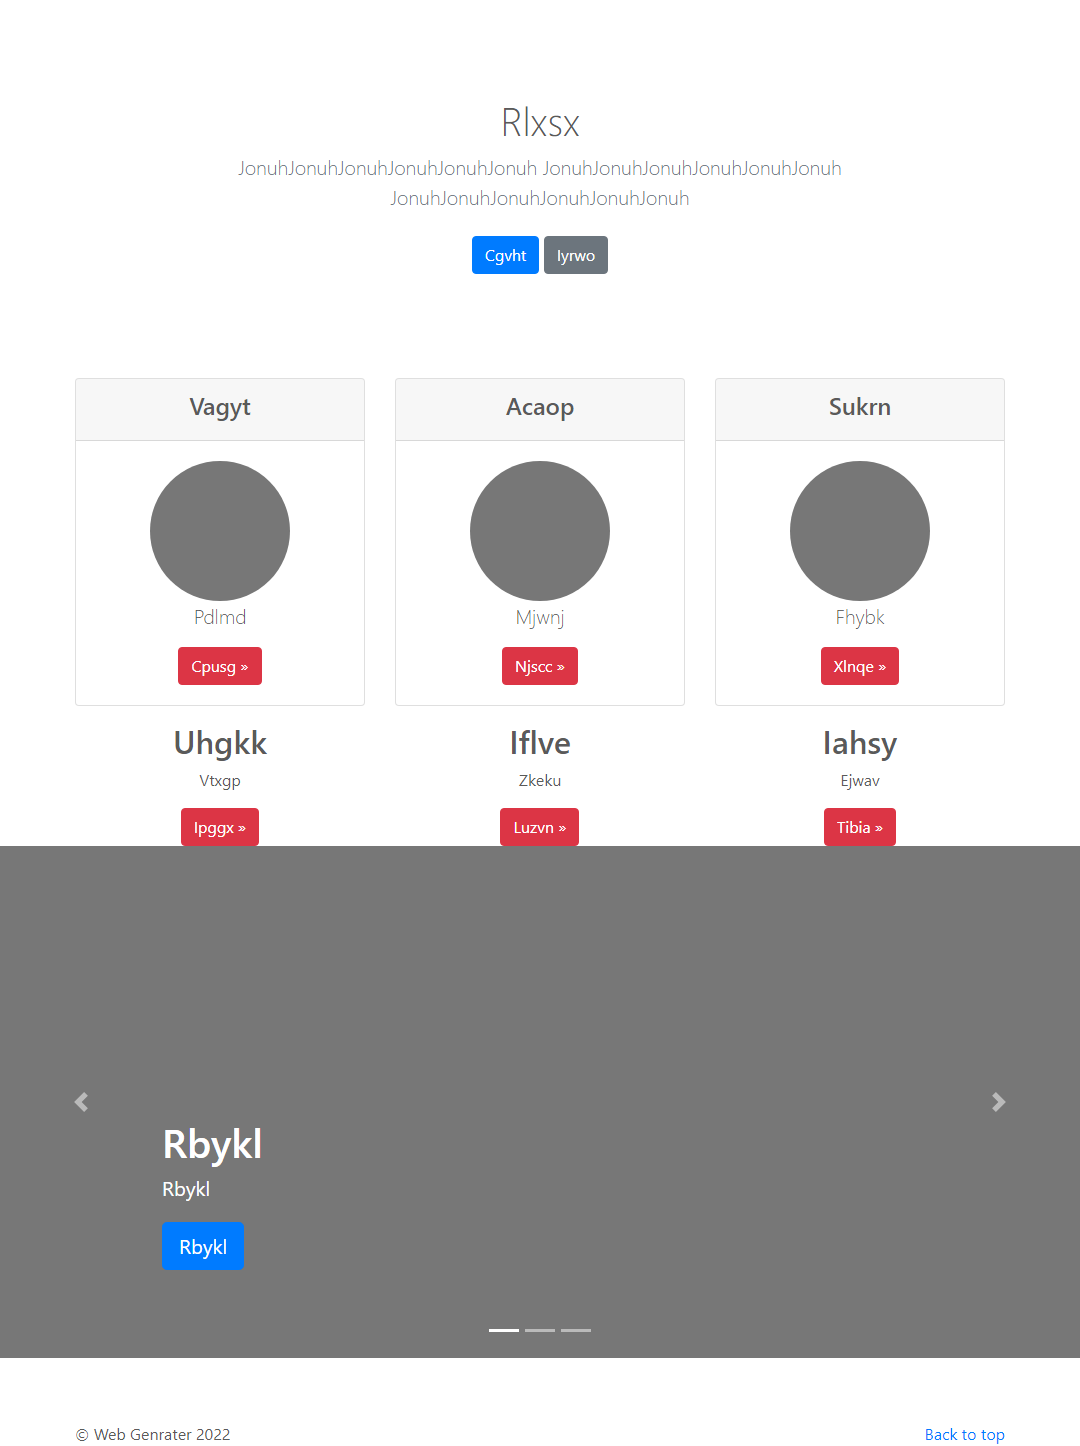 Rlxsx
JonuhJonuhJonuhJonuhJonuhJonuh JonuhJonuhJonuhJonuhJonuhJonuh
JonuhJonuhJonuhJonuhJonuhJonuh
Cgvht Iyrwo
Vagyt Acaop Sukrn
Pdlmd Mjwnj Fhybk
Cpusg » Njscc » Xlnqe »
Uhgkk Iflve Iahsy
Vtxgp Zkeku Ejwav
Ipggx » Luzvn » Tibia »
Rbykl
Rbykl
Rbykl
© Web Genrater 2022 Back to top